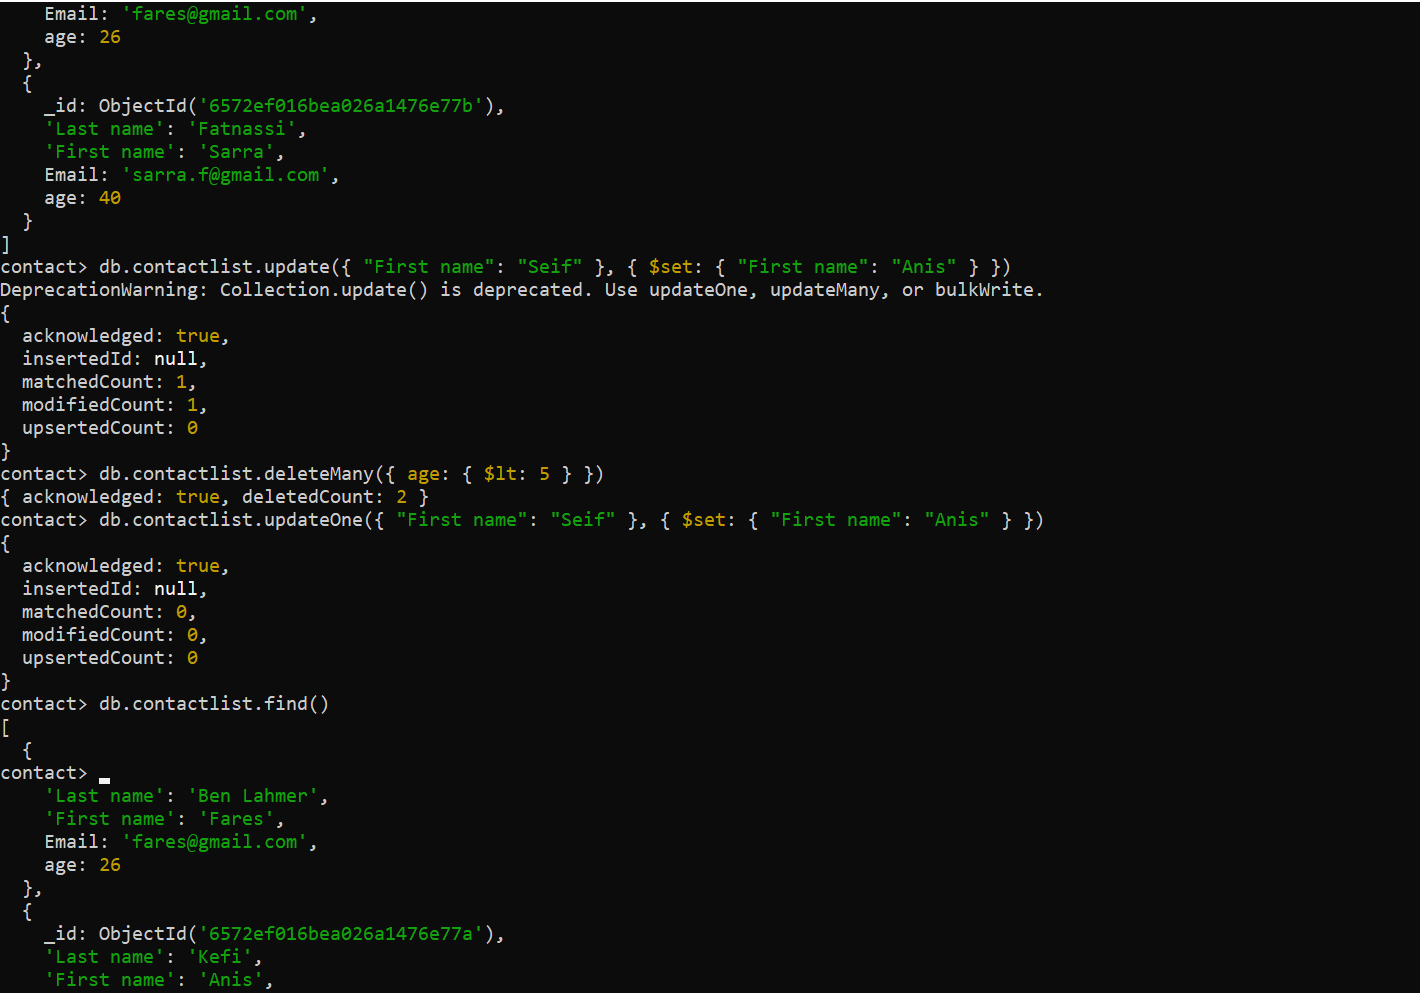 Email: 'fares@gmail.com',
    age: 26
  },
  {
    _id: ObjectId('6572ef016bea026a1476e77b'),
    'Last name': 'Fatnassi',
    'First name': 'Sarra',
    Email: 'sarra.f@gmail.com',
    age: 40
  }
]
contact> db.contactlist.update({ "First name": "Seif" }, { $set: { "First name": "Anis" } })
DeprecationWarning: Collection.update() is deprecated. Use updateOne, updateMany, or bulkWrite.
{
  acknowledged: true,
  insertedId: null,
  matchedCount: 1,
  modifiedCount: 1,
  upsertedCount: 0
}
contact> db.contactlist.deleteMany({ age: { $lt: 5 } })
{ acknowledged: true, deletedCount: 2 }
contact> db.contactlist.updateOne({ "First name": "Seif" }, { $set: { "First name": "Anis" } })
{
  acknowledged: true,
  insertedId: null,
  matchedCount: 0,
  modifiedCount: 0,
  upsertedCount: 0
}
contact> db.contactlist.find()
[
  {
contact>
    'Last name': 'Ben Lahmer',
    'First name': 'Fares',
    Email: 'fares@gmail.com',
    age: 26
  },
  {
    _id: ObjectId('6572ef016bea026a1476e77a'),
    'Last name': 'Kefi',
    'First name': 'Anis',